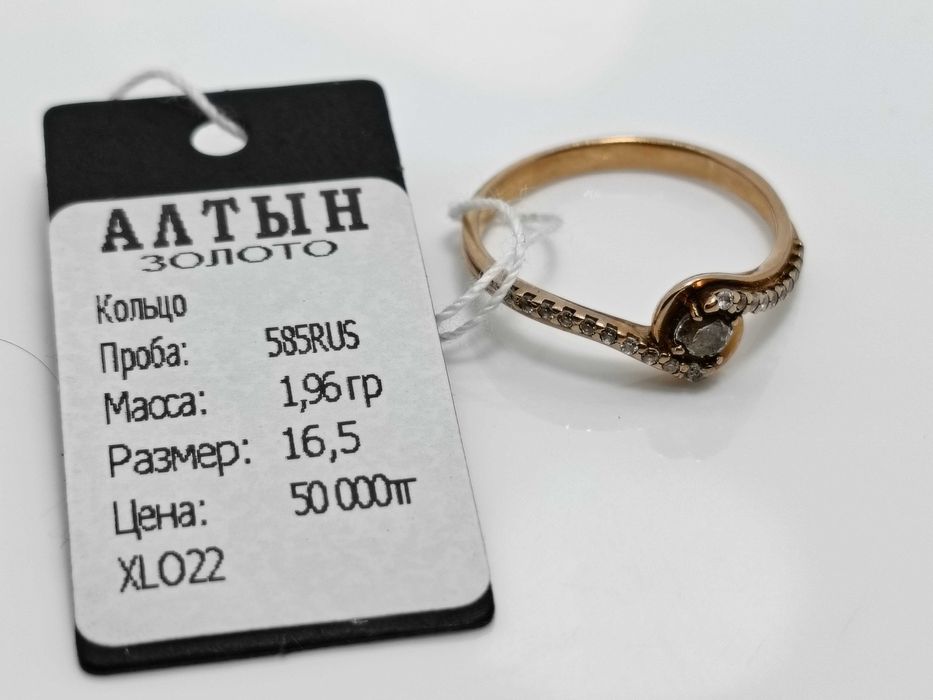 АЛТЫН
ЗОЛОТО
Кольцо
Проба: 585RUS
Масса: 1,96 гр
Размер: 16,5
Цена: 50 000тг
XLO22